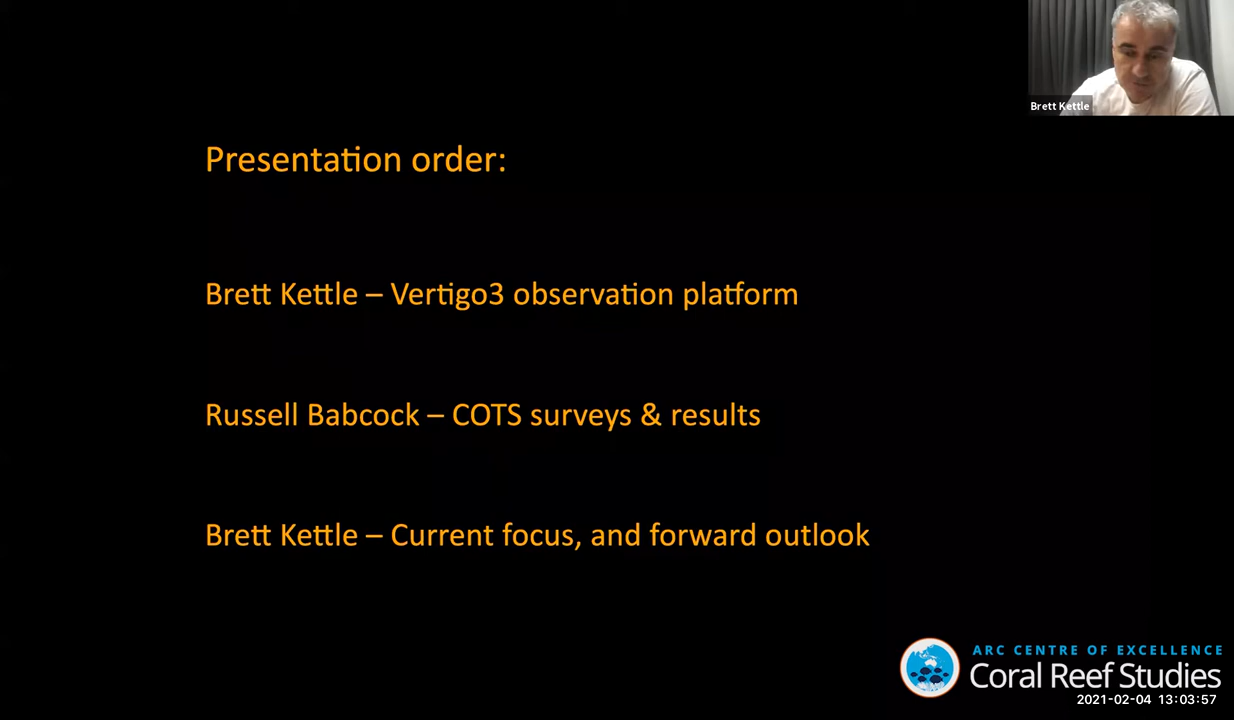 Brett Kettle
Presentation order:
Brett Kettle – Vertigo3 observation platform
Russell Babcock – COTS surveys & results
Brett Kettle – Current focus, and forward outlook
ARC CENTRE OF EXCELLENCE
Coral Reef Studies
2021-02-04 13:03:57